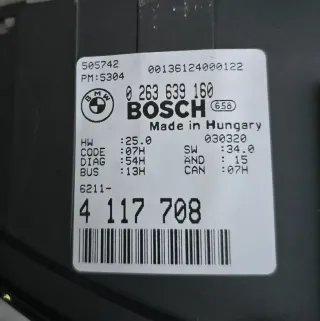 505742 00136124000122
PM:5304
BMW 0 263 639 160
BOSCH 658
Made in Hungary
HW :25.0 030320
CODE :07H SW :34.0
DIAG :54H AND : 15
BUS :13H CAN :07H
6211-
4 117 708